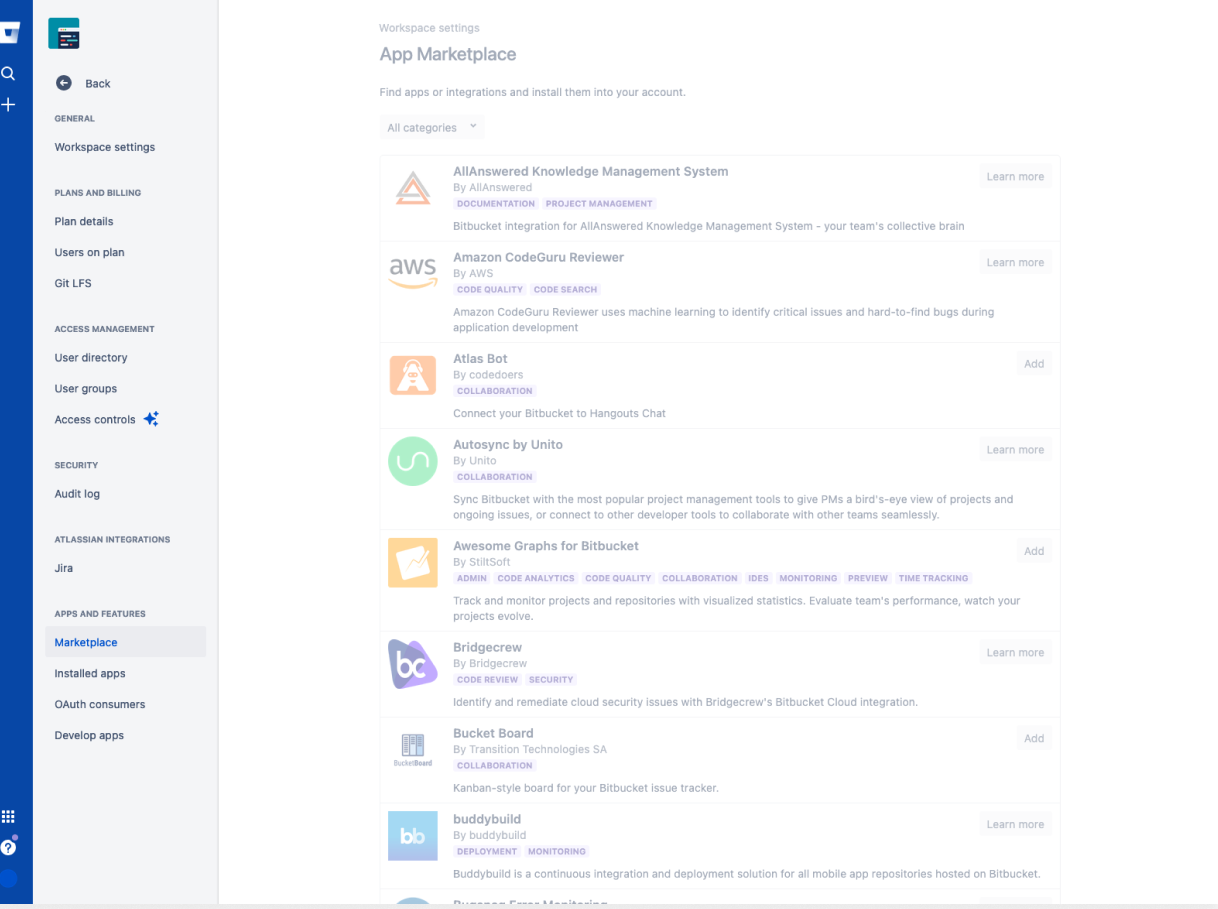 Back
GENERAL
Workspace settings
PLANS AND BILLING
Plan details
Users on plan
Git LFS
ACCESS MANAGEMENT
User directory
User groups
Access controls
SECURITY
Audit log
ATLASSIAN INTEGRATIONS
Jira
APPS AND FEATURES
Marketplace
Installed apps
OAuth consumers
Develop apps
?
Workspace settings
App Marketplace
Find apps or integrations and install them into your account.
All categories
AllAnswered Knowledge Management System
Learn more
By AllAnswered
DOCUMENTATION PROJECT MANAGEMENT
Bitbucket integration for AllAnswered Knowledge Management System - your team's collective brain
aws
Amazon CodeGuru Reviewer
Learn more
By AWS
CODE QUALITY CODE SEARCH
Amazon CodeGuru Reviewer uses machine learning to identify critical issues and hard-to-find bugs during
application development
Atlas Bot
Add
By codedoers
COLLABORATION
Connect your Bitbucket to Hangouts Chat
Autosync by Unito
Learn more
By Unito
COLLABORATION
Sync Bitbucket with the most popular project management tools to give PMs a bird's-eye view of projects and
ongoing issues, or connect to other developer tools to collaborate with other teams seamlessly.
Awesome Graphs for Bitbucket
Add
By StiltSoft
ADMIN CODE ANALYTICS CODE QUALITY COLLABORATION IDES MONITORING PREVIEW TIME TRACKING
Track and monitor projects and repositories with visualized statistics. Evaluate team's performance, watch your
projects evolve.
bc
Bridgecrew
Learn more
By Bridgecrew
CODE REVIEW SECURITY
Identify and remediate cloud security issues with Bridgecrew's Bitbucket Cloud integration.
BucketBoard
Bucket Board
Add
By Transition Technologies SA
COLLABORATION
Kanban-style board for your Bitbucket issue tracker.
bb
buddybuild
Learn more
By buddybuild
DEPLOYMENT MONITORING
Buddybuild is a continuous integration and deployment solution for all mobile app repositories hosted on Bitbucket.
Bugsnag Error Monitoring